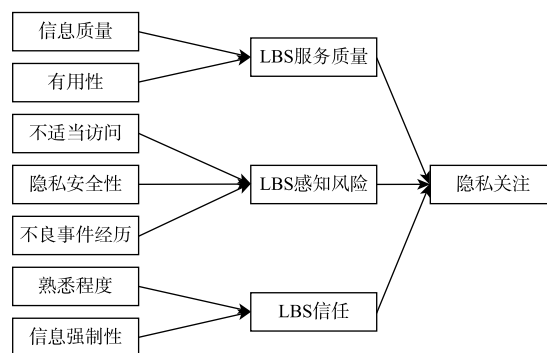 信息质量
有用性
不适当访问
隐私安全性
不良事件经历
熟悉程度
信息强制性
LBS服务质量
LBS感知风险
LBS信任
隐私关注